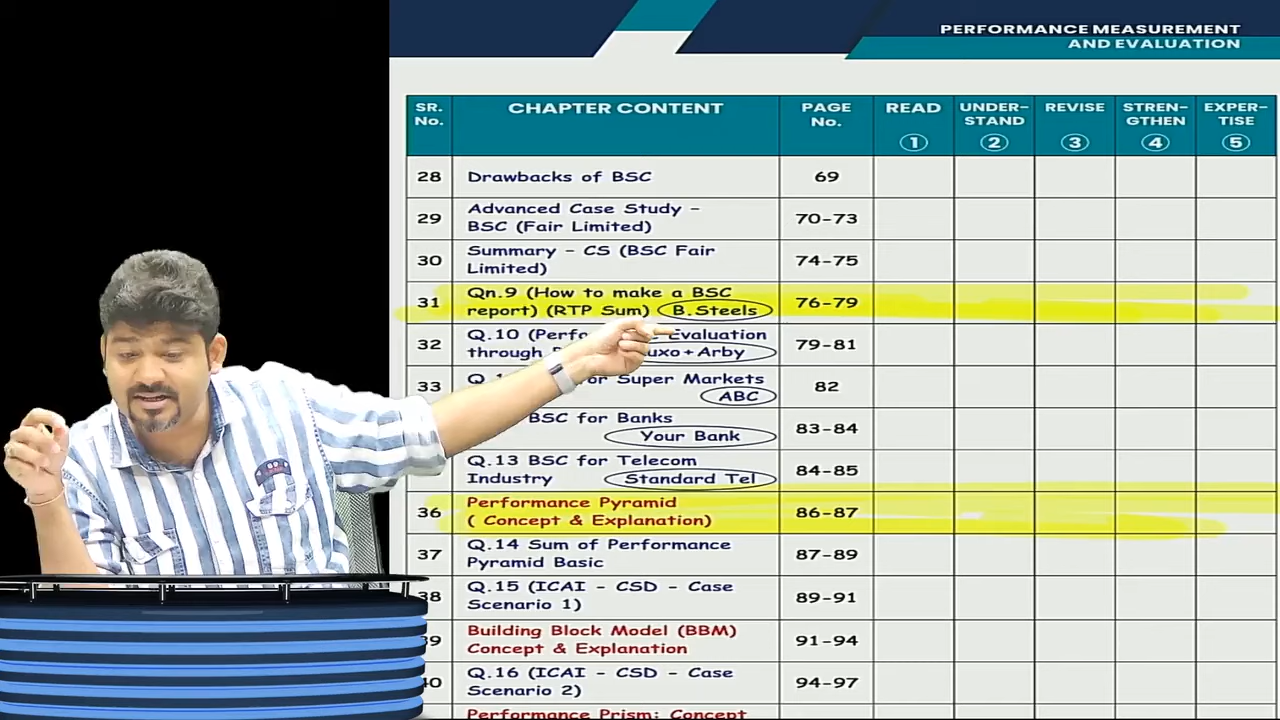 PERFORMANCE MEASUREMENT
AND EVALUATION
SR. No. CHAPTER CONTENT PAGE No. READ 1 UNDER-STAND 2 REVISE 3 STREN-GTHEN 4 EXPER-TISE 5
28 Drawbacks of BSC 69
29 Advanced Case Study –
BSC (Fair Limited) 70-73
30 Summary – CS (BSC Fair
Limited) 74-75
31 Qn.9 (How to make a BSC
report) (RTP Sum) B.Steels 76-79
32 Q.10 Evaluation
through + Arby 79-81
33 for Super Markets
ABC 82
BSC for Banks
Your Bank 83-84
Q.13 BSC for Telecom
Industry Standard Tel 84-85
36 Performance Pyramid
( Concept & Explanation) 86-87
37 Q.14 Sum of Performance
Pyramid Basic 87-89
38 Q.15 (ICAI – CSD – Case
Scenario 1) 89-91
39 Building Block Model (BBM)
Concept & Explanation 91-94
40 Q.16 (ICAI – CSD – Case
Scenario 2) 94-97
Performance Prism: Concept